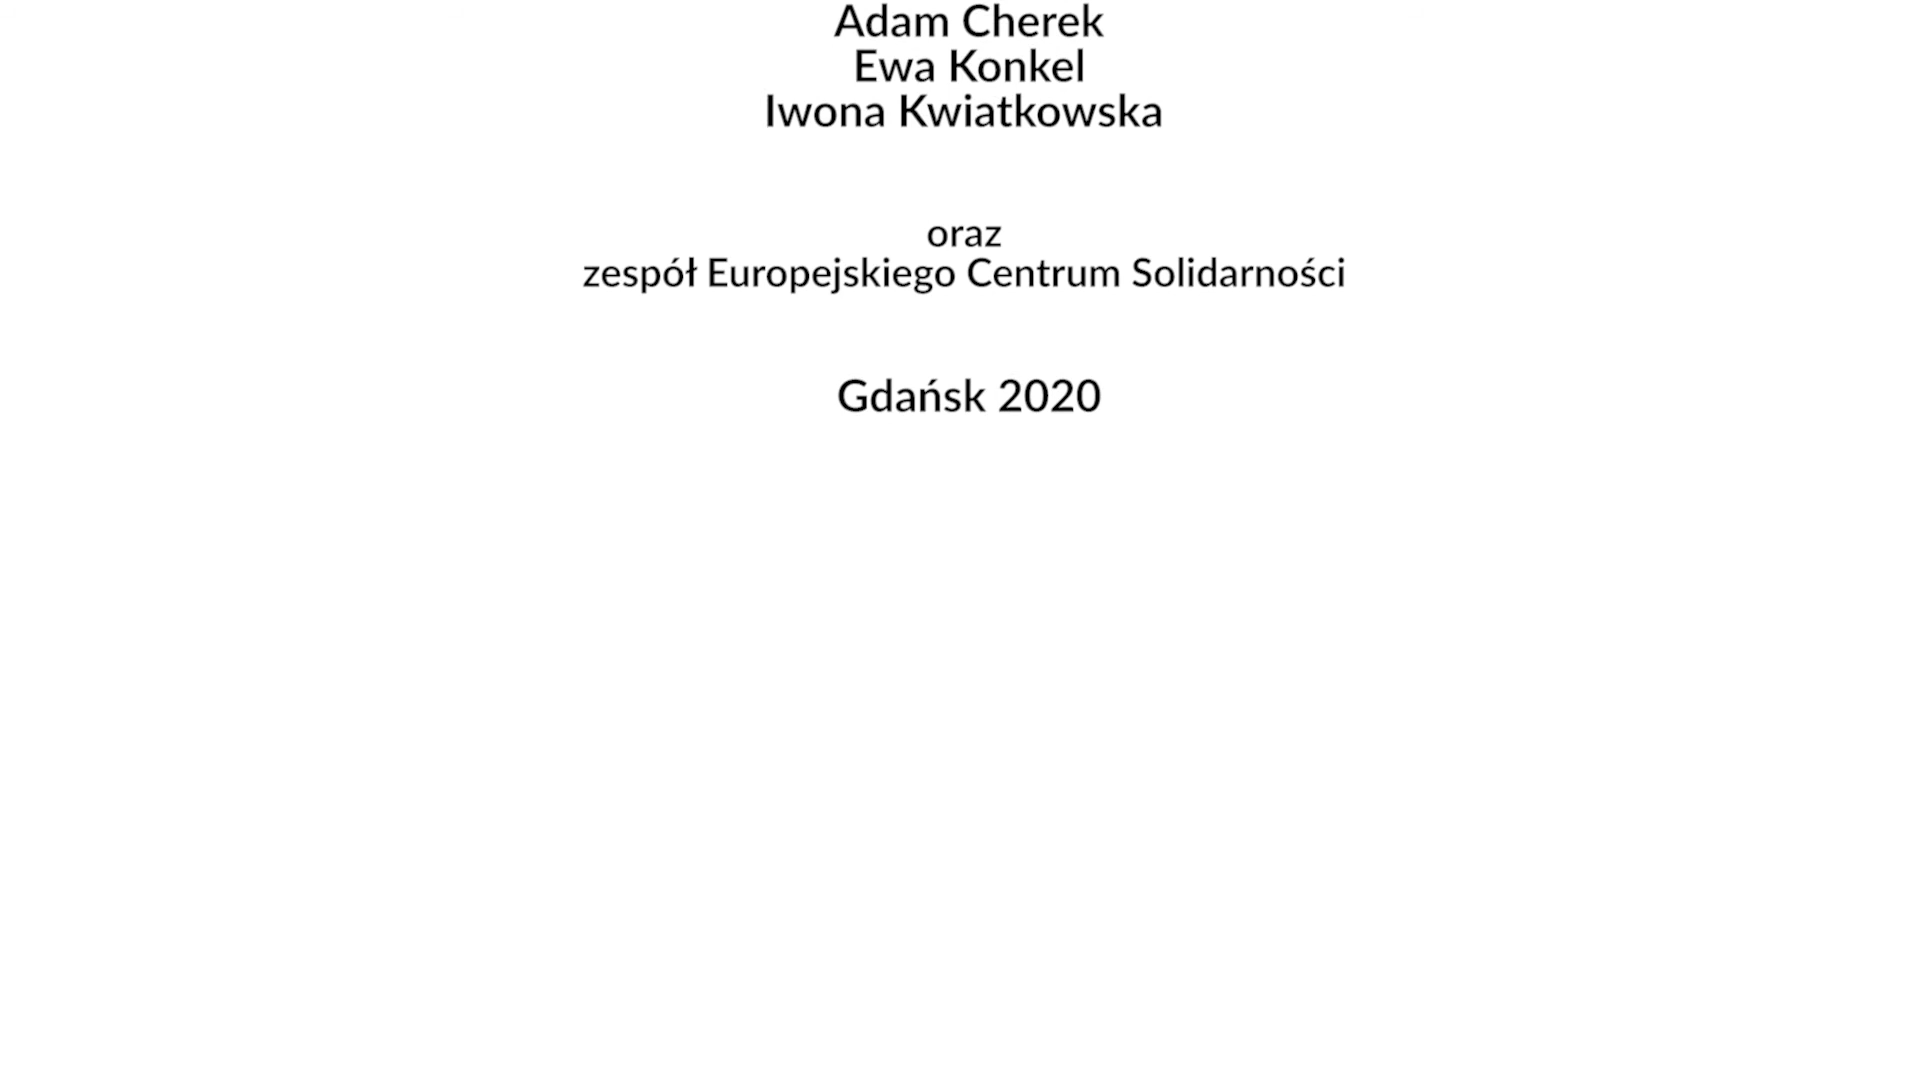 Adam Cherek
Ewa Konkel
Iwona Kwiatkowska
oraz
zespół Europejskiego Centrum Solidarności
Gdańsk 2020